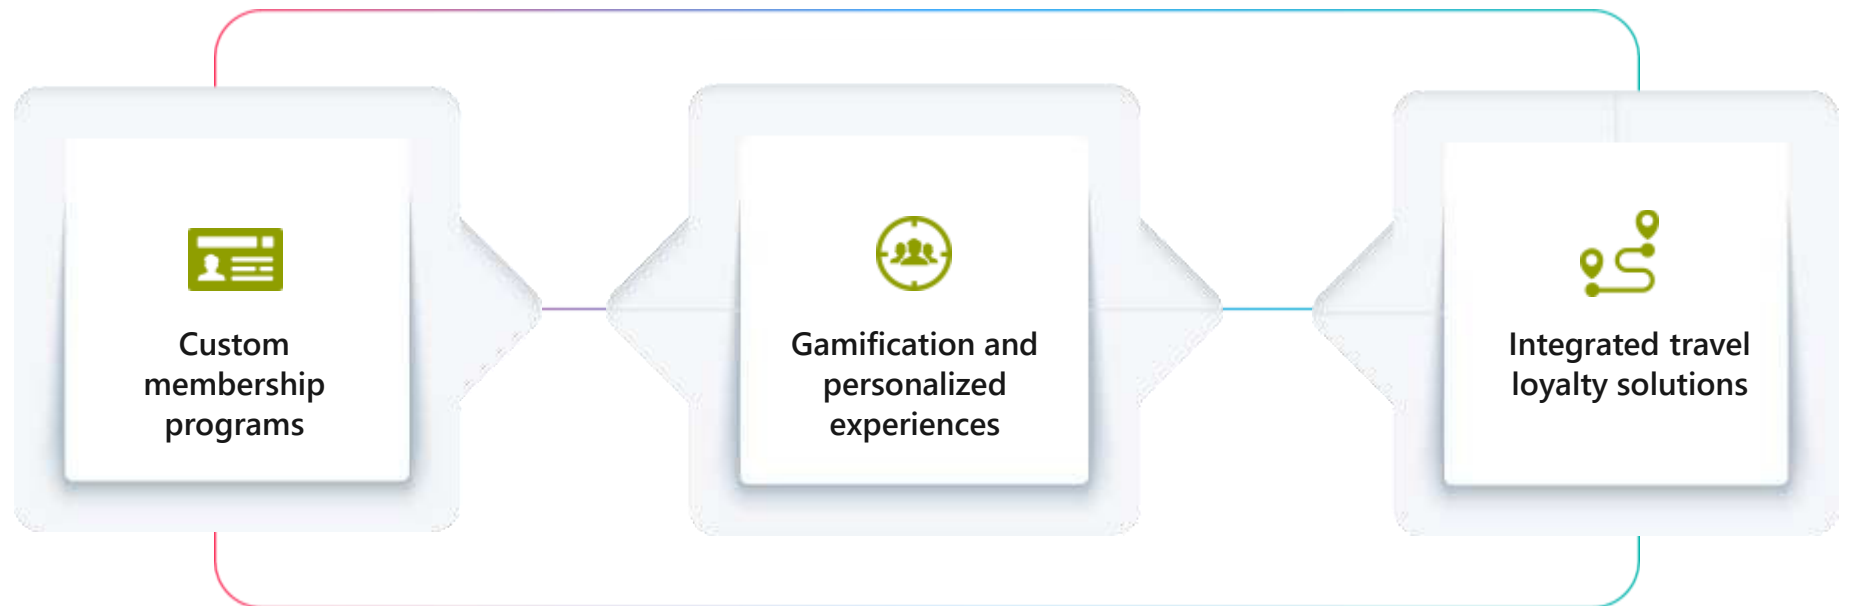 Custom
membership
programs
Gamification and
personalized
experiences
Integrated travel
loyalty solutions